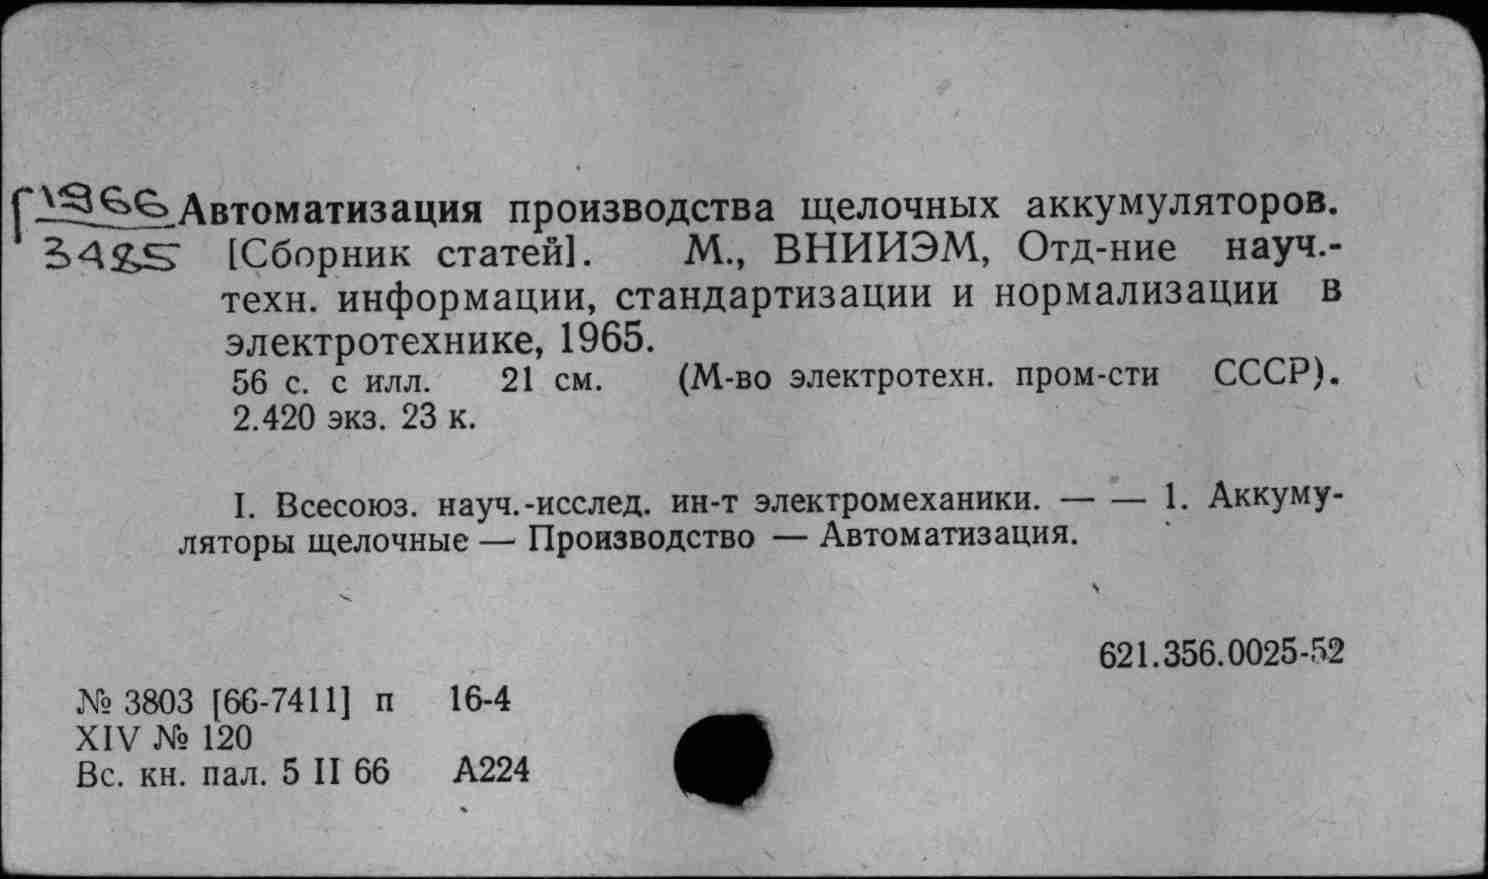 Г 1966 Автоматизация производства щелочных аккумуляторов.
3485 [Сборник статей]. М., ВНИИЭМ, Отд-ние науч.-
техн. информации, стандартизации и нормализации в
электротехнике, 1965.
56 с. с илл. 21 см. (М-во электротехн. пром-сти СССР).
2.420 экз. 23 к.
I. Всесоюз. науч.-исслед. ин-т электромеханики. — — 1. Аккуму-
ляторы щелочные — Производство — Автоматизация.
621.356.0025-52
№ 3803 [66-7411] п 16-4
XIV № 120
Вс. кн. пал. 5 II 66 А224